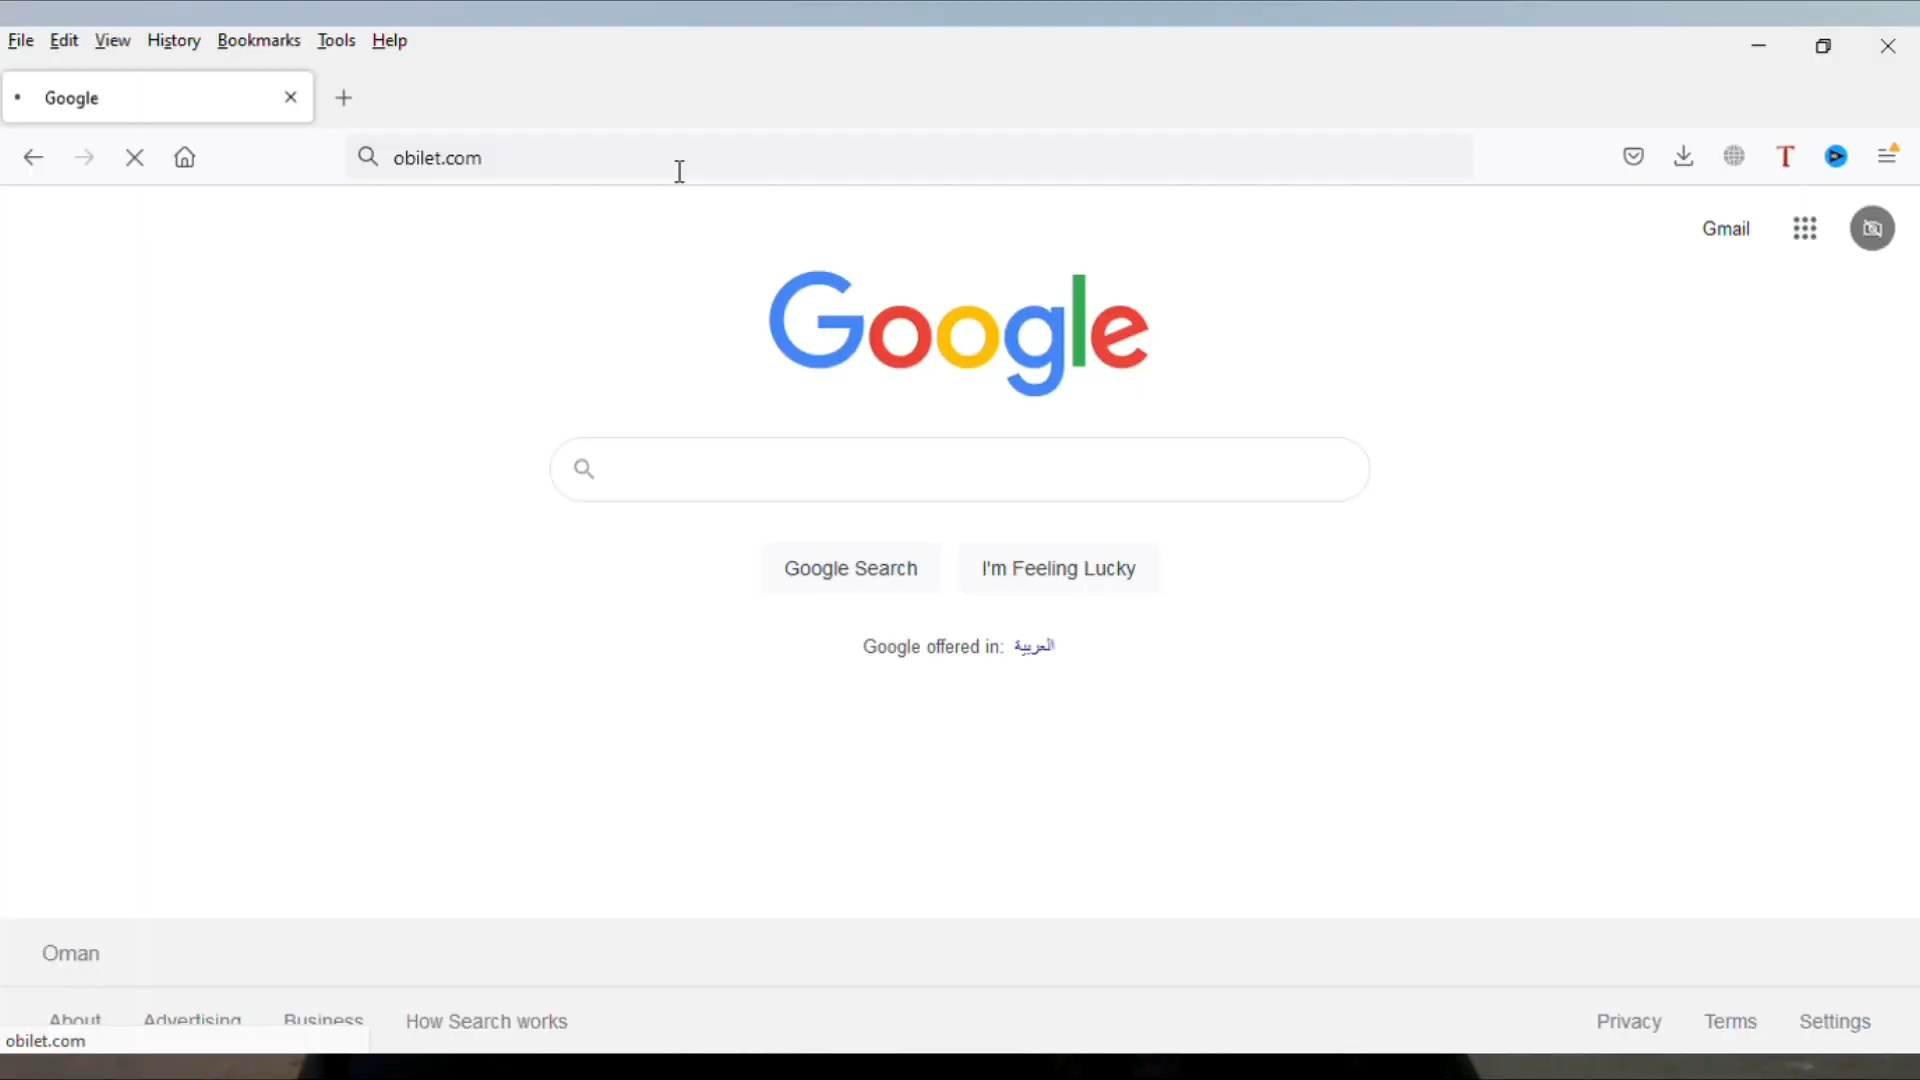 File Edit View History Bookmarks Tools Help
Google
obilet.com
T
Gmail
Google
Google Search I'm Feeling Lucky
Google offered in: العربية
Oman
About Advertising Business How Search works Privacy Terms Settings
obilet.com